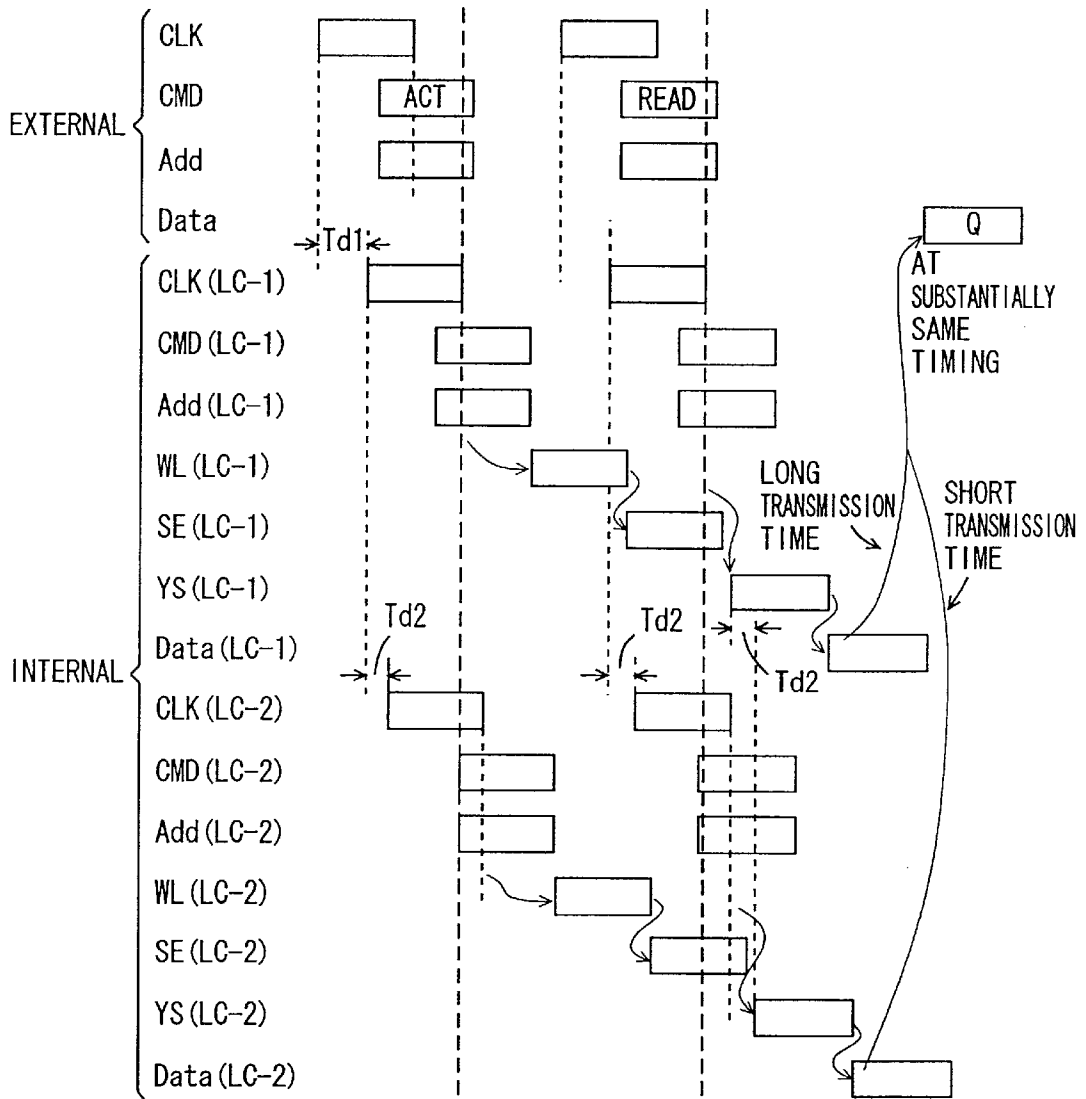 EXTERNAL
CLK
CMD
ACT
READ
Add
Data
Q
Td1
AT
SUBSTANTIALLY
SAME
TIMING
INTERNAL
CLK(LC-1)
CMD(LC-1)
Add(LC-1)
WL(LC-1)
LONG
TRANSMISSION
TIME
SHORT
TRANSMISSION
TIME
SE(LC-1)
YS(LC-1)
Td2
Td2
Td2
Data(LC-1)
CLK(LC-2)
CMD(LC-2)
Add(LC-2)
WL(LC-2)
SE(LC-2)
YS(LC-2)
Data(LC-2)